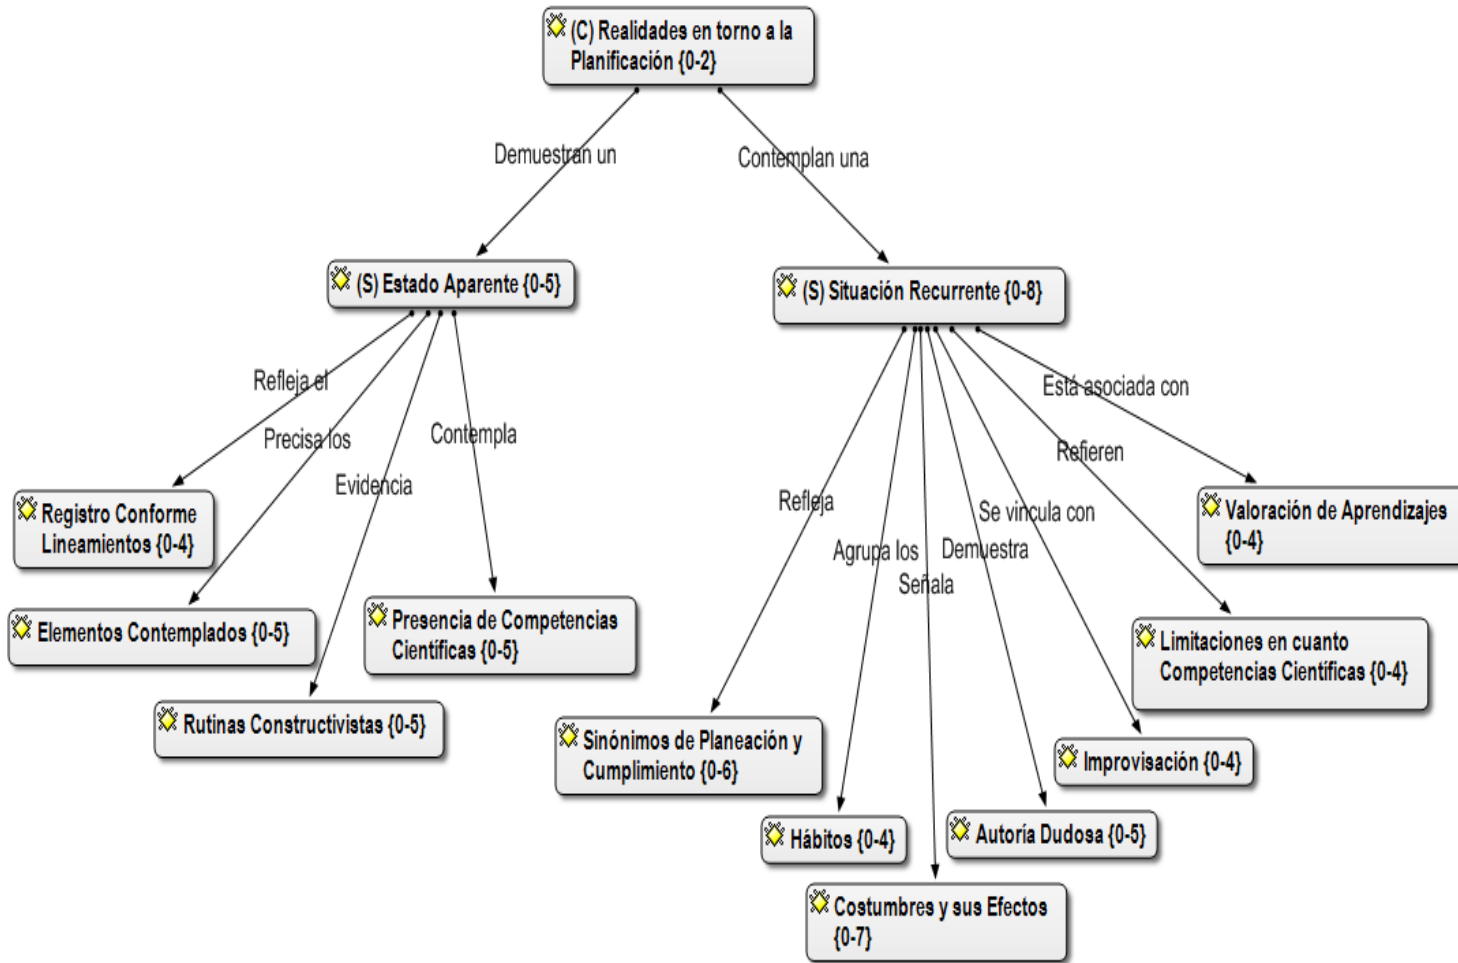 (C) Realidades en torno a la
Planificación {0-2}
Demuestran un
Contemplan una
(S) Estado Aparente {0-5}
(S) Situación Recurrente {0-8}
Refleja el
Precisa los
Evidencia
Contempla
Refleja
Agrupa los
Señala
Demuestra
Se vincula con
Refieren
Está asociada con
Registro Conforme
Lineamientos {0-4}
Elementos Contemplados {0-5}
Rutinas Constructivistas {0-5}
Presencia de Competencias
Científicas {0-5}
Sinónimos de Planeación y
Cumplimiento {0-6}
Hábitos {0-4}
Costumbres y sus Efectos
{0-7}
Autoría Dudosa {0-5}
Improvisación {0-4}
Limitaciones en cuanto
Competencias Científicas {0-4}
Valoración de Aprendizajes
{0-4}